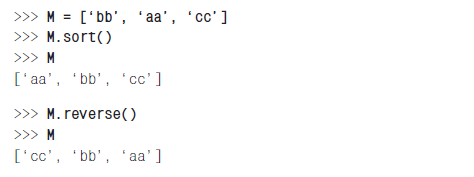 >>> M = [‘bb’, ‘aa’, ‘cc’]
>>> M.sort()
>>> M
[‘aa’, ‘bb’, ‘cc’]
>>> M.reverse()
>>> M
[‘cc’, ‘bb’, ‘aa’]